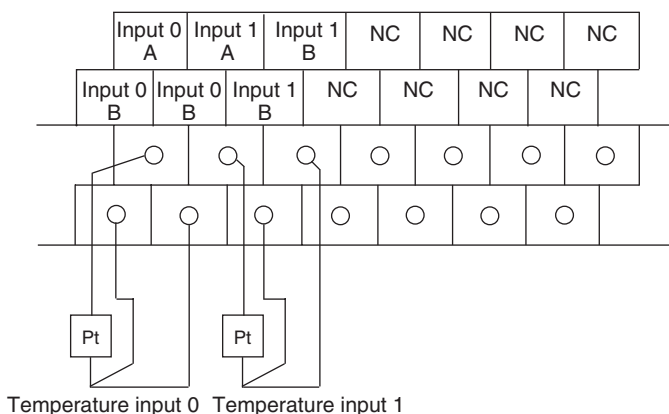 Input 0 Input 1 Input 1 NC NC NC NC
A A B
Input 0 Input 0 Input 1 NC NC NC NC
B B B
Pt Pt
Temperature input 0 Temperature input 1